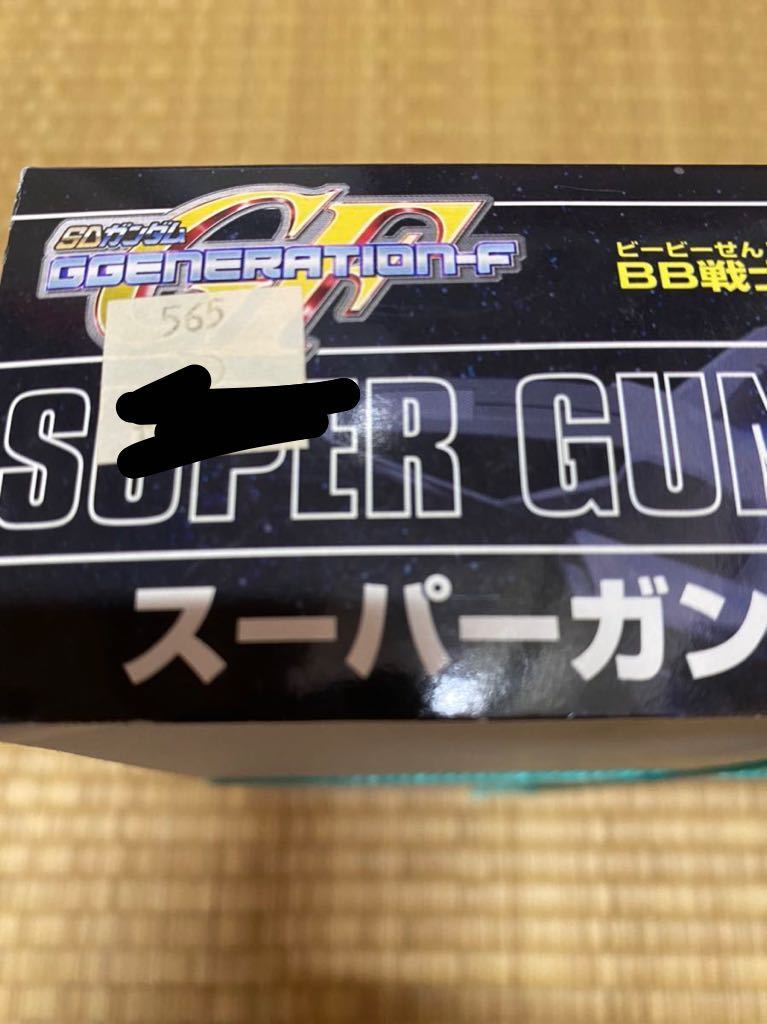 SDガンダム
GGENERATION-F
ビービーせん
BB戦士
565
SUPER GUN
スーパーガン